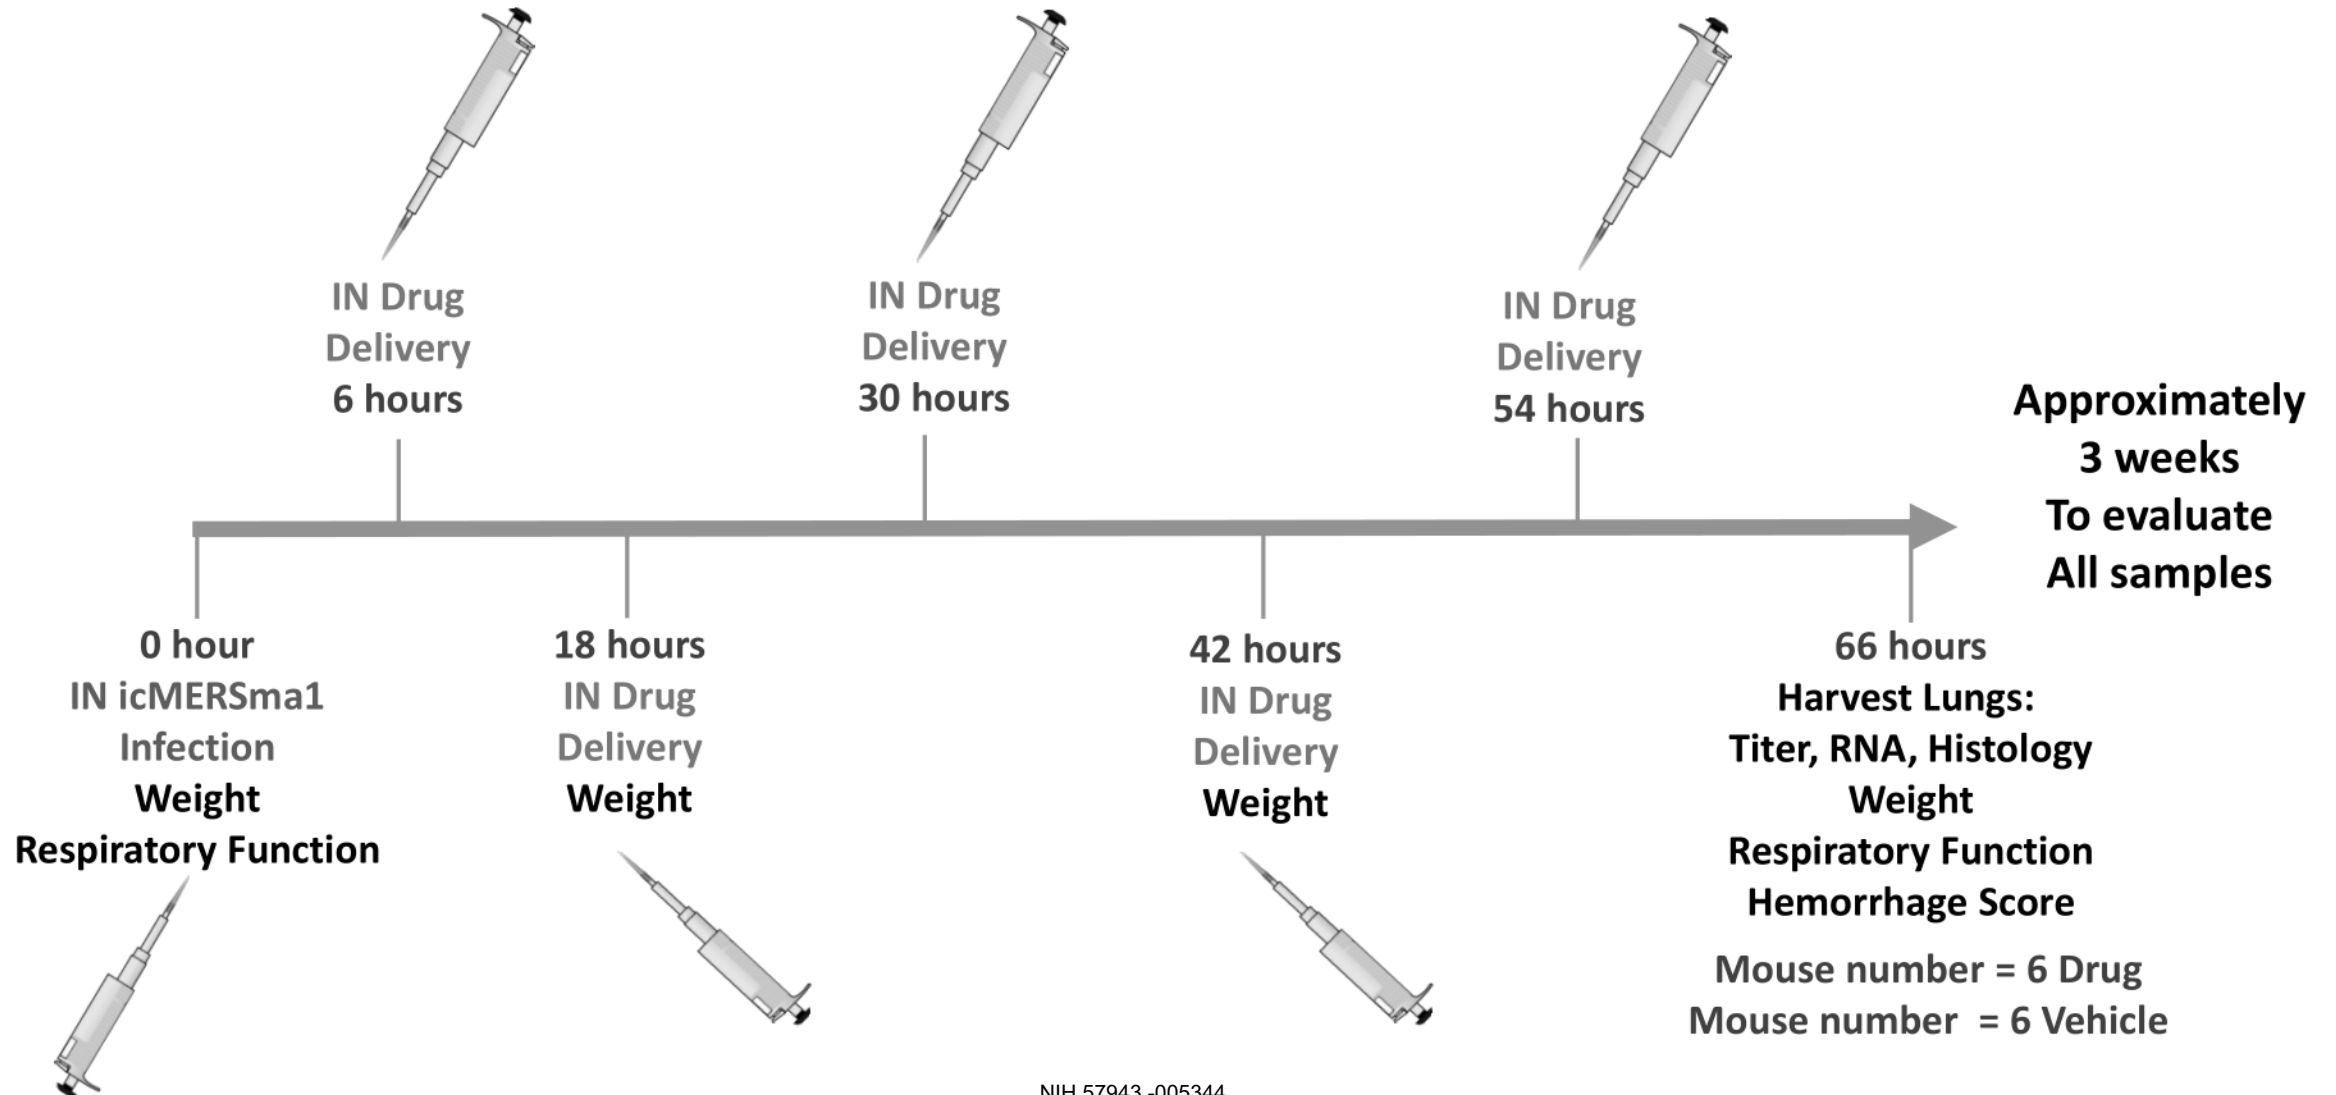 IN Drug
Delivery
6 hours
IN Drug
Delivery
30 hours
IN Drug
Delivery
54 hours
Approximately
3 weeks
To evaluate
All samples
0 hour
IN icMERSma1
Infection
Weight
Respiratory Function
18 hours
IN Drug
Delivery
Weight
42 hours
IN Drug
Delivery
Weight
66 hours
Harvest Lungs:
Titer, RNA, Histology
Weight
Respiratory Function
Hemorrhage Score
Mouse number = 6 Drug
Mouse number = 6 Vehicle
NIH 57943 -005344